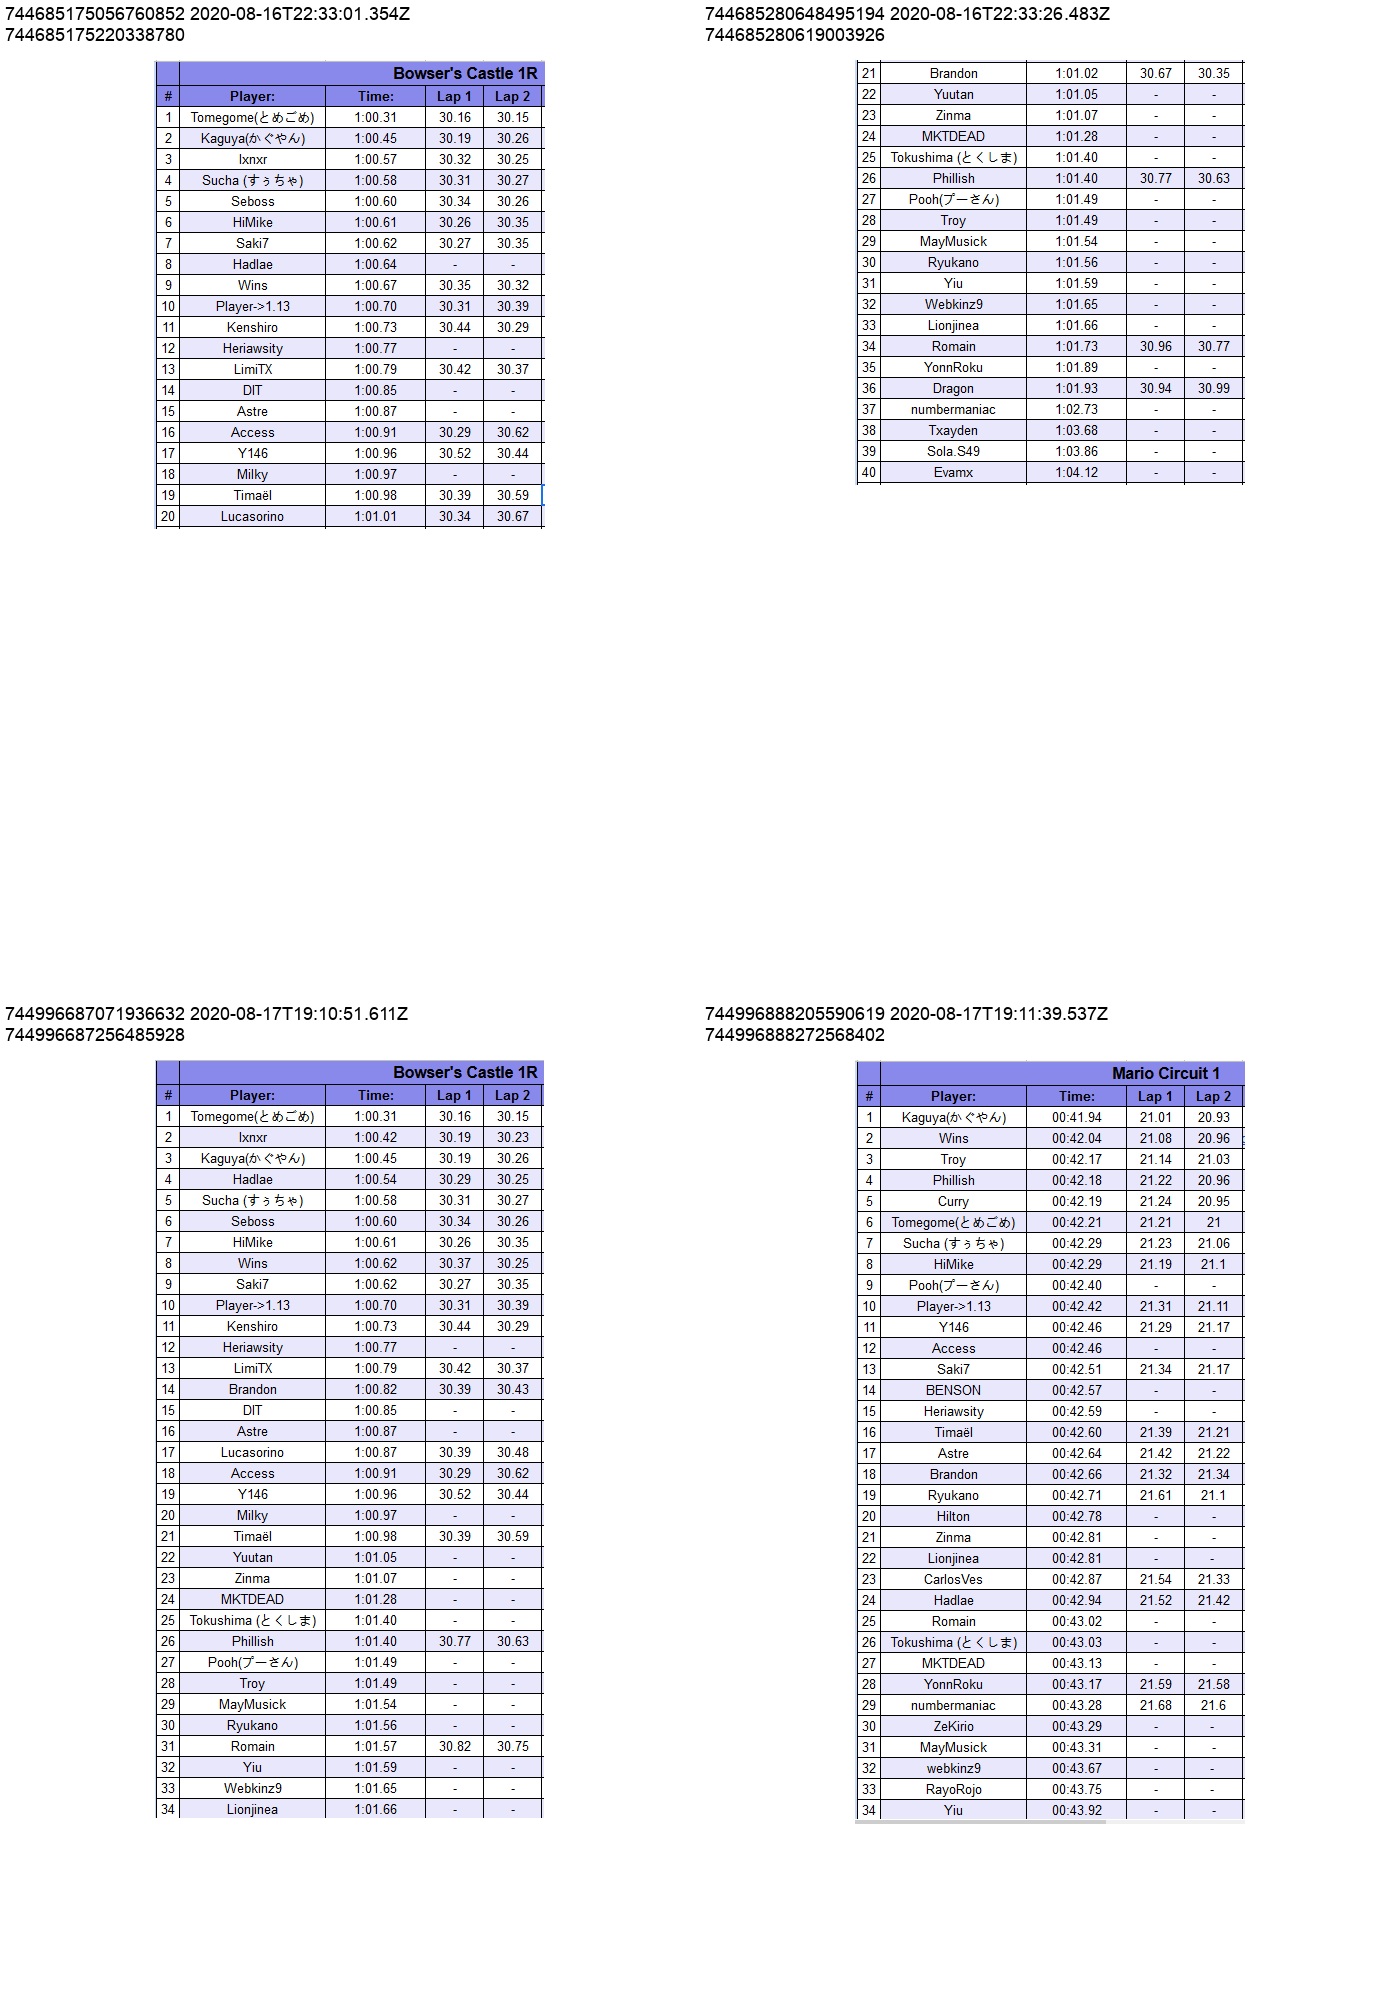 744685175056760852 2020-08-16T22:33:01.354Z
744685175220338780
Bowser's Castle 1R
# Player: Time: Lap 1 Lap 2
1 Tomegome(とめごめ) 1:00.31 30.16 30.15
2 Kaguya(かぐやん) 1:00.45 30.19 30.26
3 lxnxr 1:00.57 30.32 30.25
4 Sucha (すぅちゃ) 1:00.58 30.31 30.27
5 Seboss 1:00.60 30.34 30.26
6 HiMike 1:00.61 30.26 30.35
7 Saki7 1:00.62 30.27 30.35
8 Hadlae 1:00.64 - -
9 Wins 1:00.67 30.35 30.32
10 Player->1.13 1:00.70 30.31 30.39
11 Kenshiro 1:00.73 30.44 30.29
12 Heriawsity 1:00.77 - -
13 LimiTX 1:00.79 30.42 30.37
14 DIT 1:00.85 - -
15 Astre 1:00.87 - -
16 Access 1:00.91 30.29 30.62
17 Y146 1:00.96 30.52 30.44
18 Milky 1:00.97 - -
19 Timaël 1:00.98 30.39 30.59
20 Lucasorino 1:01.01 30.34 30.67
744685280648495194 2020-08-16T22:33:26.483Z
744685280619003926
21 Brandon 1:01.02 30.67 30.35
22 Yuutan 1:01.05 - -
23 Zinma 1:01.07 - -
24 MKTDEAD 1:01.28 - -
25 Tokushima (とくしま) 1:01.40 - -
26 Phillish 1:01.40 30.77 30.63
27 Pooh(プーさん) 1:01.49 - -
28 Troy 1:01.49 - -
29 MayMusick 1:01.54 - -
30 Ryukano 1:01.56 - -
31 Yiu 1:01.59 - -
32 Webkinz9 1:01.65 - -
33 Lionjinea 1:01.66 - -
34 Romain 1:01.73 30.96 30.77
35 YonnRoku 1:01.89 - -
36 Dragon 1:01.93 30.94 30.99
37 numbermaniac 1:02.73 - -
38 Txayden 1:03.68 - -
39 Sola.S49 1:03.86 - -
40 Evamx 1:04.12 - -
744996687071936632 2020-08-17T19:10:51.611Z
744996687256485928
Bowser's Castle 1R
# Player: Time: Lap 1 Lap 2
1 Tomegome(とめごめ) 1:00.31 30.16 30.15
2 lxnxr 1:00.42 30.19 30.23
3 Kaguya(かぐやん) 1:00.45 30.19 30.26
4 Hadlae 1:00.54 30.29 30.25
5 Sucha (すぅちゃ) 1:00.58 30.31 30.27
6 Seboss 1:00.60 30.34 30.26
7 HiMike 1:00.61 30.26 30.35
8 Wins 1:00.62 30.37 30.25
9 Saki7 1:00.62 30.27 30.35
10 Player->1.13 1:00.70 30.31 30.39
11 Kenshiro 1:00.73 30.44 30.29
12 Heriawsity 1:00.77 - -
13 LimiTX 1:00.79 30.42 30.37
14 Brandon 1:00.82 30.39 30.43
15 DIT 1:00.85 - -
16 Astre 1:00.87 - -
17 Lucasorino 1:00.87 30.39 30.48
18 Access 1:00.91 30.29 30.62
19 Y146 1:00.96 30.52 30.44
20 Milky 1:00.97 - -
21 Timaël 1:00.98 30.39 30.59
22 Yuutan 1:01.05 - -
23 Zinma 1:01.07 - -
24 MKTDEAD 1:01.28 - -
25 Tokushima (とくしま) 1:01.40 - -
26 Phillish 1:01.40 30.77 30.63
27 Pooh(プーさん) 1:01.49 - -
28 Troy 1:01.49 - -
29 MayMusick 1:01.54 - -
30 Ryukano 1:01.56 - -
31 Romain 1:01.57 30.82 30.75
32 Yiu 1:01.59 - -
33 Webkinz9 1:01.65 - -
34 Lionjinea 1:01.66 - -
744996888205590619 2020-08-17T19:11:39.537Z
744996888272568402
Mario Circuit 1
# Player: Time: Lap 1 Lap 2
1 Kaguya(かぐやん) 00:41.94 21.01 20.93
2 Wins 00:42.04 21.08 20.96
3 Troy 00:42.17 21.14 21.03
4 Phillish 00:42.18 21.22 20.96
5 Curry 00:42.19 21.24 20.95
6 Tomegome(とめごめ) 00:42.21 21.21 21
7 Sucha (すぅちゃ) 00:42.29 21.23 21.06
8 HiMike 00:42.29 21.19 21.1
9 Pooh(プーさん) 00:42.40 - -
10 Player->1.13 00:42.42 21.31 21.11
11 Y146 00:42.46 21.29 21.17
12 Access 00:42.46 - -
13 Saki7 00:42.51 21.34 21.17
14 BENSON 00:42.57 - -
15 Heriawsity 00:42.59 - -
16 Timaël 00:42.60 21.39 21.21
17 Astre 00:42.64 21.42 21.22
18 Brandon 00:42.66 21.32 21.34
19 Ryukano 00:42.71 21.61 21.1
20 Hilton 00:42.78 - -
21 Zinma 00:42.81 - -
22 Lionjinea 00:42.81 - -
23 CarlosVes 00:42.87 21.54 21.33
24 Hadlae 00:42.94 21.52 21.42
25 Romain 00:43.02 - -
26 Tokushima (とくしま) 00:43.03 - -
27 MKTDEAD 00:43.13 - -
28 YonnRoku 00:43.17 21.59 21.58
29 numbermaniac 00:43.28 21.68 21.6
30 ZeKirio 00:43.29 - -
31 MayMusick 00:43.31 - -
32 webkinz9 00:43.67 - -
33 RayoRojo 00:43.75 - -
34 Yiu 00:43.92 - -